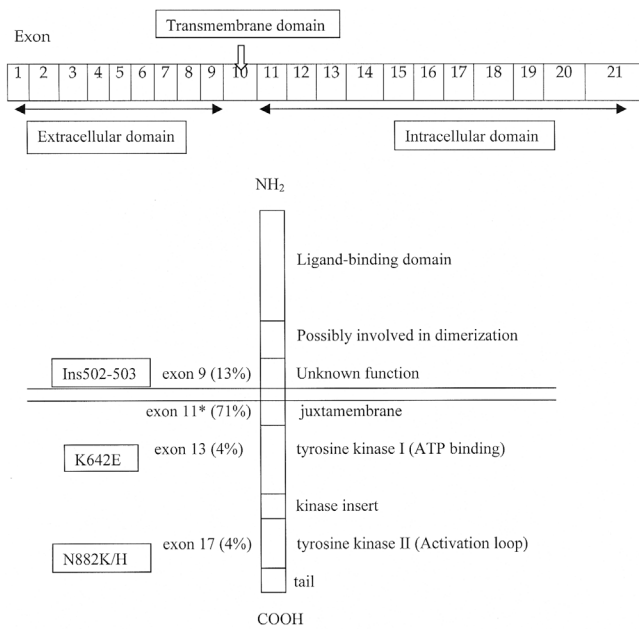 Transmembrane domain
Exon
1 2 3 4 5 6 7 8 9 10 11 12 13 14 15 16 17 18 19 20 21
Extracellular domain
Intracellular domain
NH2
Ligand-binding domain
Possibly involved in dimerization
Ins502-503 exon 9 (13%) Unknown function
exon 11* (71%) juxtamembrane
K642E exon 13 (4%) tyrosine kinase I (ATP binding)
kinase insert
N882K/H exon 17 (4%) tyrosine kinase II (Activation loop)
tail
COOH